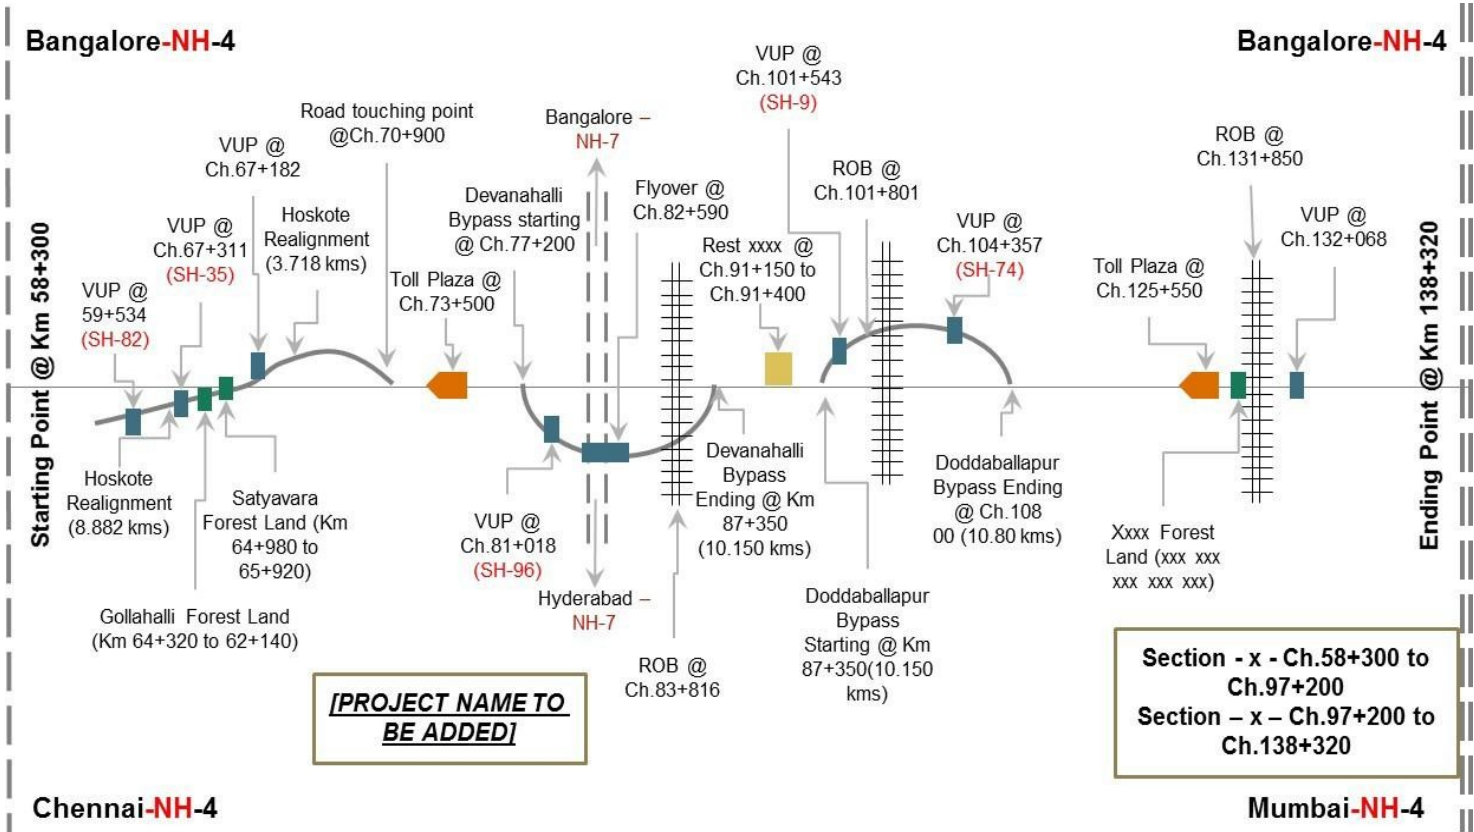 Bangalore-NH-4
Bangalore-NH-4
Starting Point @ Km 58+300
VUP @
59+534
(SH-82)
VUP @
Ch.67+311
(SH-35)
VUP @
Ch.67+182
Hoskote
Realignment
(3.718 kms)
Road touching point
@Ch.70+900
Toll Plaza @
Ch.73+500
Devanahalli
Bypass starting
@ Ch.77+200
Bangalore –
NH-7
Flyover @
Ch.82+590
Rest xxxx @
Ch.91+150 to
Ch.91+400
VUP @
Ch.101+543
(SH-9)
ROB @
Ch.101+801
VUP @
Ch.104+357
(SH-74)
Toll Plaza @
Ch.125+550
ROB @
Ch.131+850
VUP @
Ch.132+068
Ending Point @ Km 138+320
Hoskote
Realignment
(8.882 kms)
Satyavara
Forest Land (Km
64+980 to
65+920)
Gollahalli Forest Land
(Km 64+320 to 62+140)
VUP @
Ch.81+018
(SH-96)
Hyderabad –
NH-7
ROB @
Ch.83+816
Devanahalli
Bypass
Ending @ Km
87+350
(10.150 kms)
Doddaballapur
Bypass
Starting @ Km
87+350(10.150
kms)
Doddaballapur
Bypass Ending
@ Ch.108
00 (10.80 kms)
Xxxx Forest
Land (xxx xxx
xxx xxx xxx)
[PROJECT NAME TO
BE ADDED]
Section - x - Ch.58+300 to
Ch.97+200
Section – x – Ch.97+200 to
Ch.138+320
Chennai-NH-4
Mumbai-NH-4